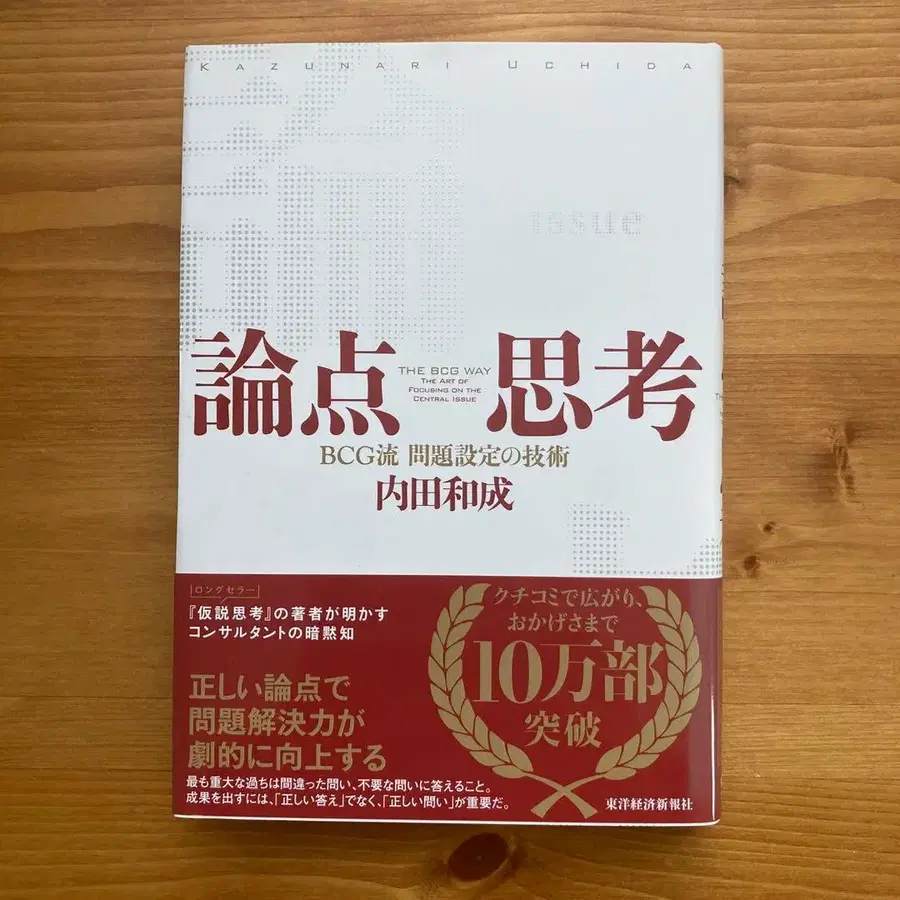 KAZUNARI UCHIDA
issue
論点思考
THE BCG WAY
THE ART OF
FOCUSING ON THE
CENTRAL ISSUE
BCG流 問題設定の技術
内田和成
ロングセラー
『仮説思考』の著者が明かす
コンサルタントの暗黙知
正しい論点で
問題解決力が
劇的に向上する
最も重大な過ちは間違った問い、不要な問いに答えること。
成果を出すには、「正しい答え」でなく、「正しい問い」が重要だ。
クチコミで広がり、
おかげさまで
10万部
突破
東洋経済新報社